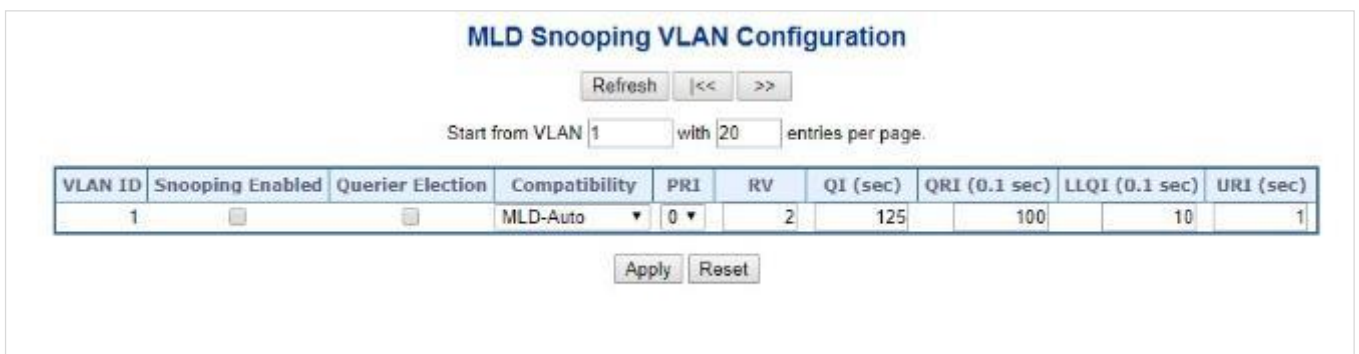 MLD Snooping VLAN Configuration
Refresh |<< >>
Start from VLAN 1 with 20 entries per page.
VLAN ID Snooping Enabled Querier Election Compatibility PRI RV QI (sec) QRI (0.1 sec) LLQI (0.1 sec) URI (sec)
1 MLD-Auto 0 2 125 100 10 1
Apply Reset